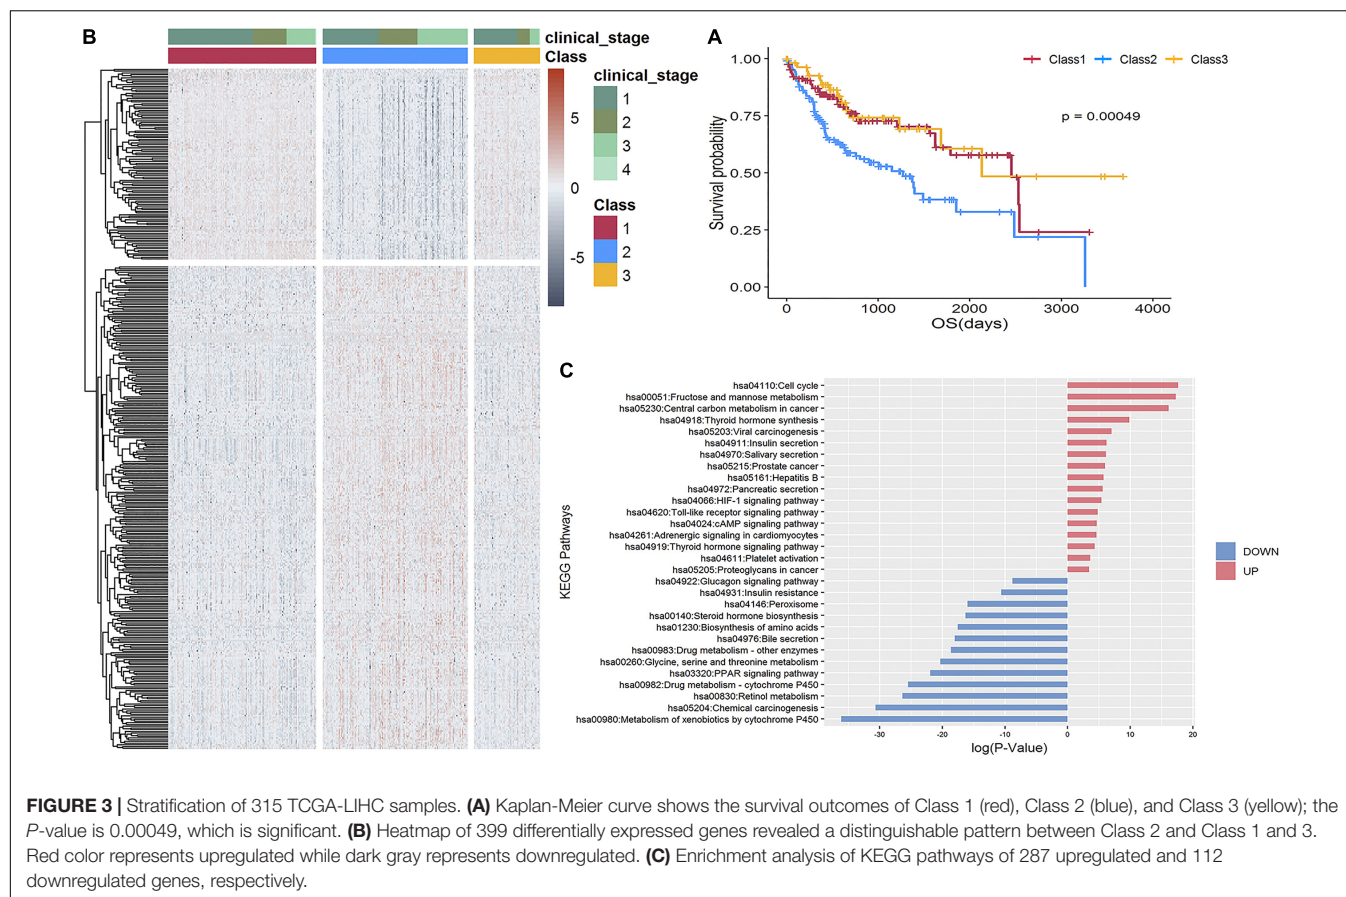 B
clinical_stage
Class
clinical_stage
1
2
3
4
Class
1
2
3
5
0
-5
A
Class1 Class2 Class3
p = 0.00049
Survival probability
1.00
0.75
0.50
0.25
0.00
0 1000 2000 3000 4000
OS(days)
C
KEGG Pathways
hsa04110:Cell cycle
hsa00051:Fructose and mannose metabolism
hsa05230:Central carbon metabolism in cancer
hsa04918:Thyroid hormone synthesis
hsa05203:Viral carcinogenesis
hsa04911:Insulin secretion
hsa04970:Salivary secretion
hsa05215:Prostate cancer
hsa05161:Hepatitis B
hsa04972:Pancreatic secretion
hsa04066:HIF-1 signaling pathway
hsa04620:Toll-like receptor signaling pathway
hsa04024:cAMP signaling pathway
hsa04261:Adrenergic signaling in cardiomyocytes
hsa04919:Thyroid hormone signaling pathway
hsa04611:Platelet activation
hsa05205:Proteoglycans in cancer
hsa04922:Glucagon signaling pathway
hsa04931:Insulin resistance
hsa04146:Peroxisome
hsa00140:Steroid hormone biosynthesis
hsa01230:Biosynthesis of amino acids
hsa04976:Bile secretion
hsa00983:Drug metabolism - other enzymes
hsa00260:Glycine, serine and threonine metabolism
hsa03320:PPAR signaling pathway
hsa00982:Drug metabolism - cytochrome P450
hsa00830:Retinol metabolism
hsa05204:Chemical carcinogenesis
hsa00980:Metabolism of xenobiotics by cytochrome P450
-30 -20 -10 0 10 20
log(P-Value)
DOWN
UP
FIGURE 3 | Stratification of 315 TCGA-LIHC samples. (A) Kaplan-Meier curve shows the survival outcomes of Class 1 (red), Class 2 (blue), and Class 3 (yellow); the
P-value is 0.00049, which is significant. (B) Heatmap of 399 differentially expressed genes revealed a distinguishable pattern between Class 2 and Class 1 and 3.
Red color represents upregulated while dark gray represents downregulated. (C) Enrichment analysis of KEGG pathways of 287 upregulated and 112
downregulated genes, respectively.